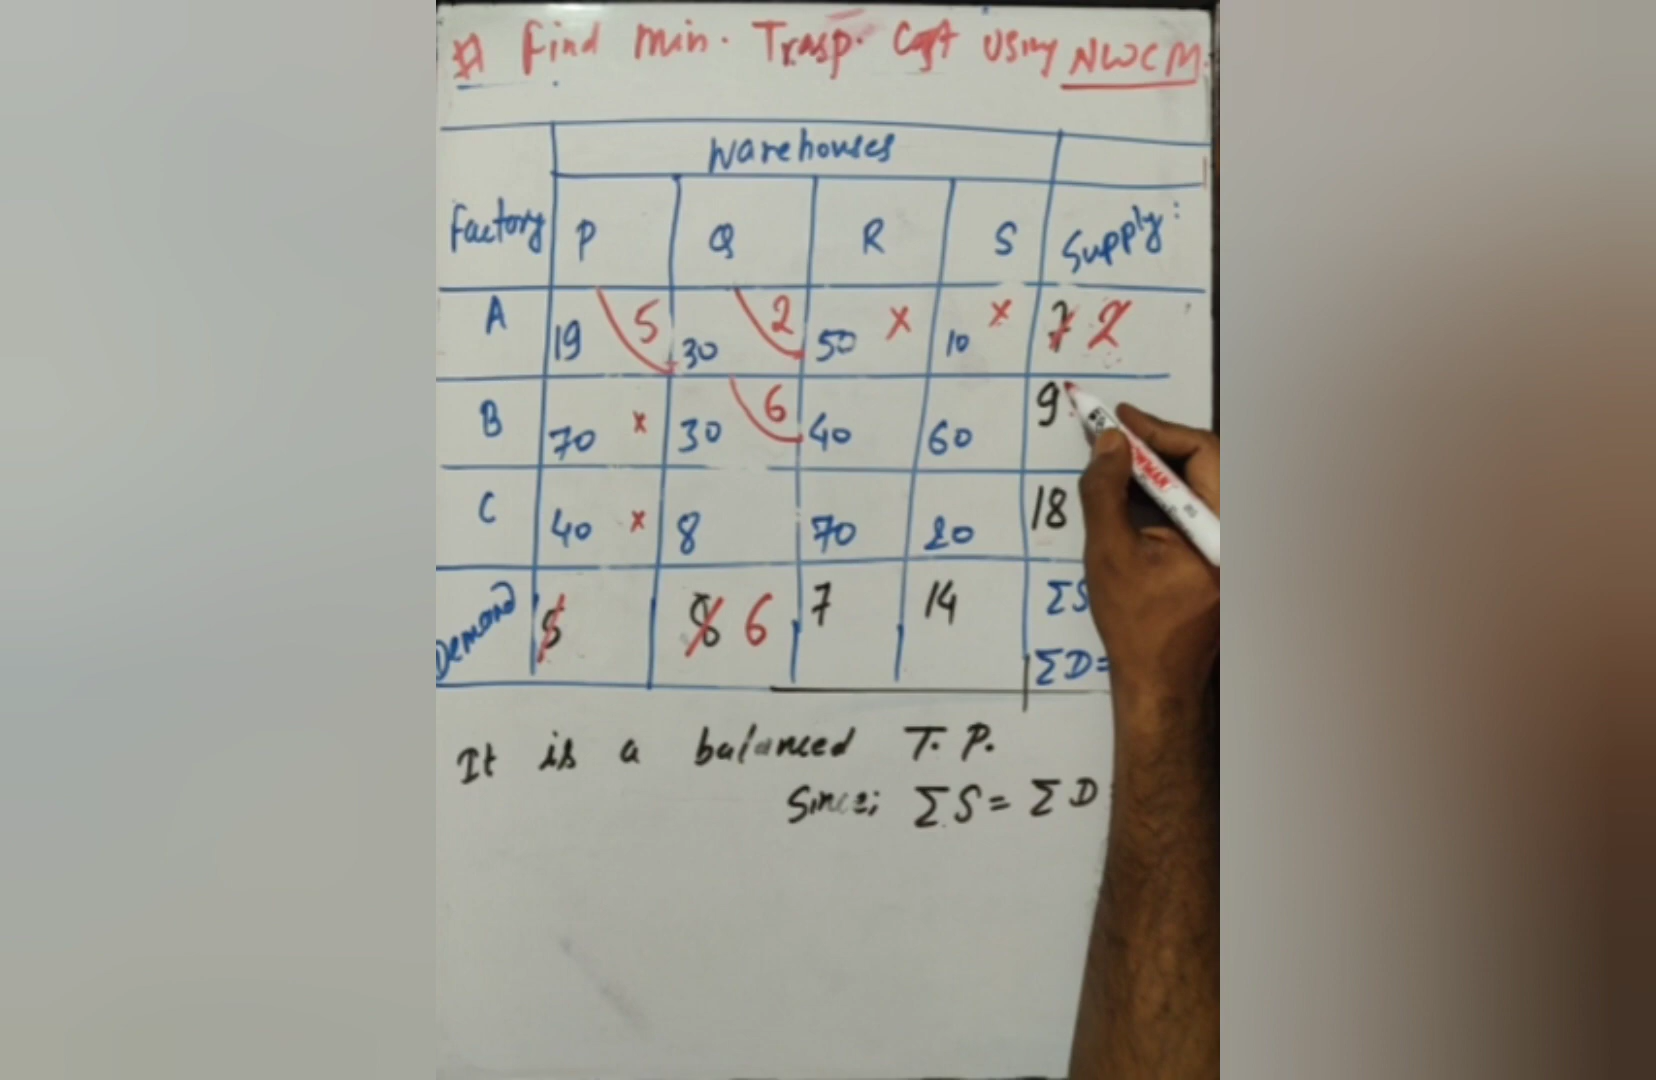 Find Min. Trasp. Cost Using NWCM.
Warehouses
Factory P Q R S Supply:
A 19 5 30 2 50 x 10 x 7 2
B 70 x 30 6 40 60 9
C 40 x 8 70 20 18
Demand 5 8 6 7 14 ΣS
ΣD=
It is a balanced T.P.
Since; ΣS = ΣD